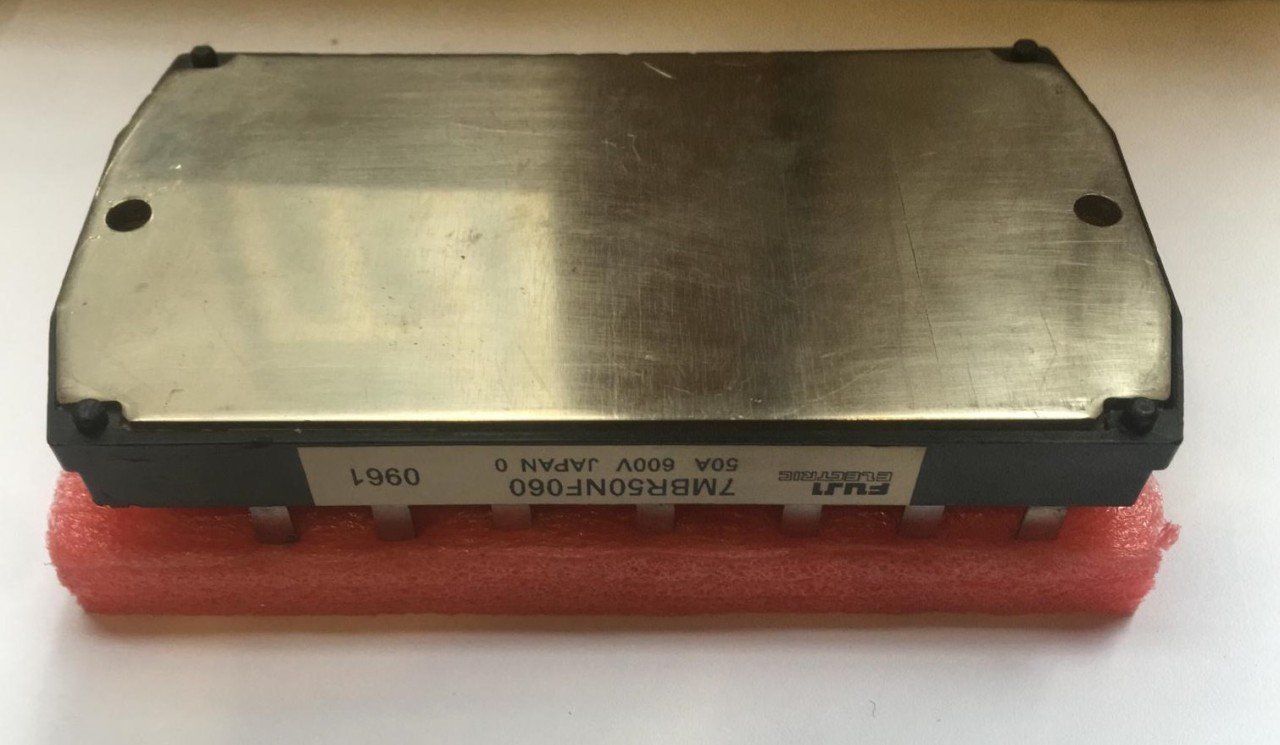 FUJI
ELECTRIC
7MBR50NF060
50A 600V JAPAN 0
0961